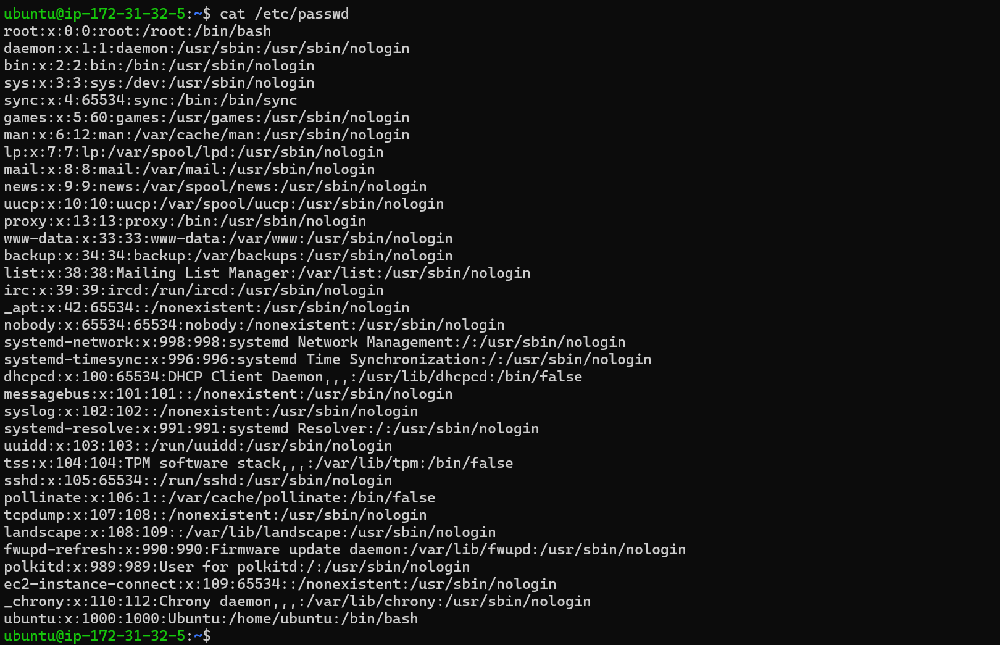 ubuntu@ip-172-31-32-5:~$ cat /etc/passwd
root:x:0:0:root:/root:/bin/bash
daemon:x:1:1:daemon:/usr/sbin:/usr/sbin/nologin
bin:x:2:2:bin:/bin:/usr/sbin/nologin
sys:x:3:3:sys:/dev:/usr/sbin/nologin
sync:x:4:65534:sync:/bin:/bin/sync
games:x:5:60:games:/usr/games:/usr/sbin/nologin
man:x:6:12:man:/var/cache/man:/usr/sbin/nologin
lp:x:7:7:lp:/var/spool/lpd:/usr/sbin/nologin
mail:x:8:8:mail:/var/mail:/usr/sbin/nologin
news:x:9:9:news:/var/spool/news:/usr/sbin/nologin
uucp:x:10:10:uucp:/var/spool/uucp:/usr/sbin/nologin
proxy:x:13:13:proxy:/bin:/usr/sbin/nologin
www-data:x:33:33:www-data:/var/www:/usr/sbin/nologin
backup:x:34:34:backup:/var/backups:/usr/sbin/nologin
list:x:38:38:Mailing List Manager:/var/list:/usr/sbin/nologin
irc:x:39:39:ircd:/run/ircd:/usr/sbin/nologin
_apt:x:42:65534::/nonexistent:/usr/sbin/nologin
nobody:x:65534:65534:nobody:/nonexistent:/usr/sbin/nologin
systemd-network:x:998:998:systemd Network Management:/:/usr/sbin/nologin
systemd-timesync:x:996:996:systemd Time Synchronization:/:/usr/sbin/nologin
dhcpcd:x:100:65534:DHCP Client Daemon,,,:/usr/lib/dhcpcd:/bin/false
messagebus:x:101:101::/nonexistent:/usr/sbin/nologin
syslog:x:102:102::/nonexistent:/usr/sbin/nologin
systemd-resolve:x:991:991:systemd Resolver:/:/usr/sbin/nologin
uuidd:x:103:103::/run/uuidd:/usr/sbin/nologin
tss:x:104:104:TPM software stack,,,:/var/lib/tpm:/bin/false
sshd:x:105:65534::/run/sshd:/usr/sbin/nologin
pollinate:x:106:1::/var/cache/pollinate:/bin/false
tcpdump:x:107:108::/nonexistent:/usr/sbin/nologin
landscape:x:108:109::/var/lib/landscape:/usr/sbin/nologin
fwupd-refresh:x:990:990:Firmware update daemon:/var/lib/fwupd:/usr/sbin/nologin
polkitd:x:989:989:User for polkitd:/:/usr/sbin/nologin
ec2-instance-connect:x:109:65534::/nonexistent:/usr/sbin/nologin
_chrony:x:110:112:Chrony daemon,,,:/var/lib/chrony:/usr/sbin/nologin
ubuntu:x:1000:1000:Ubuntu:/home/ubuntu:/bin/bash
ubuntu@ip-172-31-32-5:~$